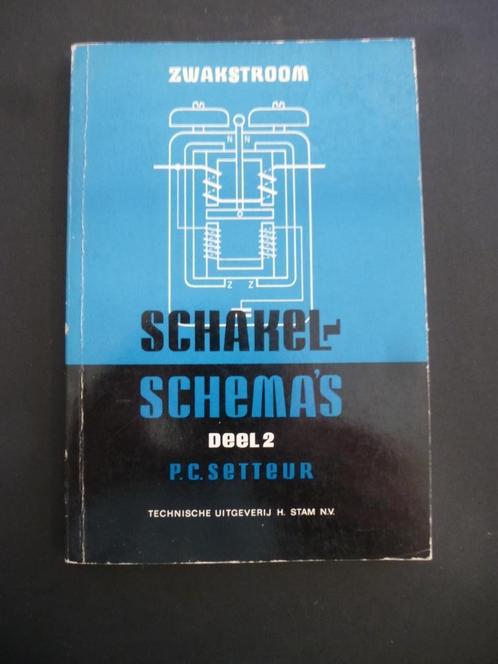 ZWAKSTROOM
N N
Z Z
SCHAKEL-
SCHEMA'S
DEEL 2
P.C. SETTEUR
TECHNISCHE UITGEVERIJ H. STAM N.V.